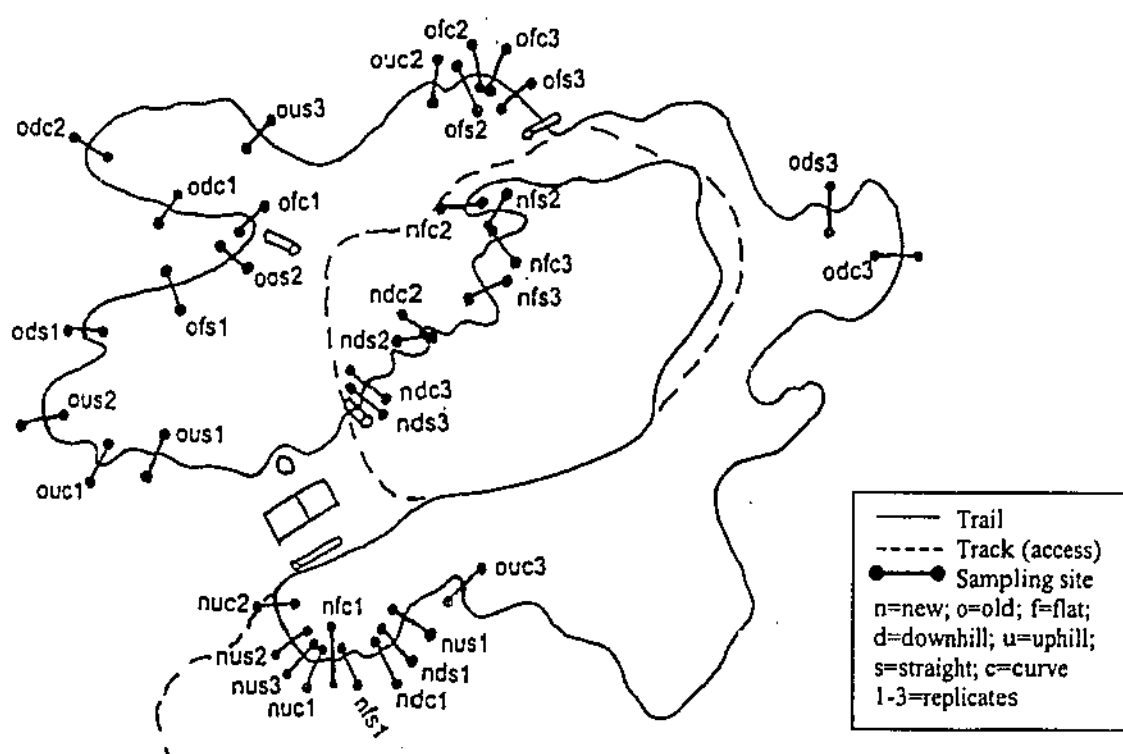 ofc2
ofc3
ouc2
ofs3
ofs2
ous3
odc2
odc1
ofc1
oos2
ofs1
ods1
ous2
ous1
ouc1
nfs2
nfc2
nfc3
nfs3
ndc2
nds2
ndc3
nds3
ods3
odc3
ouc3
nuc2
nfc1
nus1
nus2
nds1
nus3
nuc1
nfs1
ndc1
Trail
Track (access)
Sampling site
n=new; o=old; f=flat;
d=downhill; u=uphill;
s=straight; c=curve
1-3=replicates